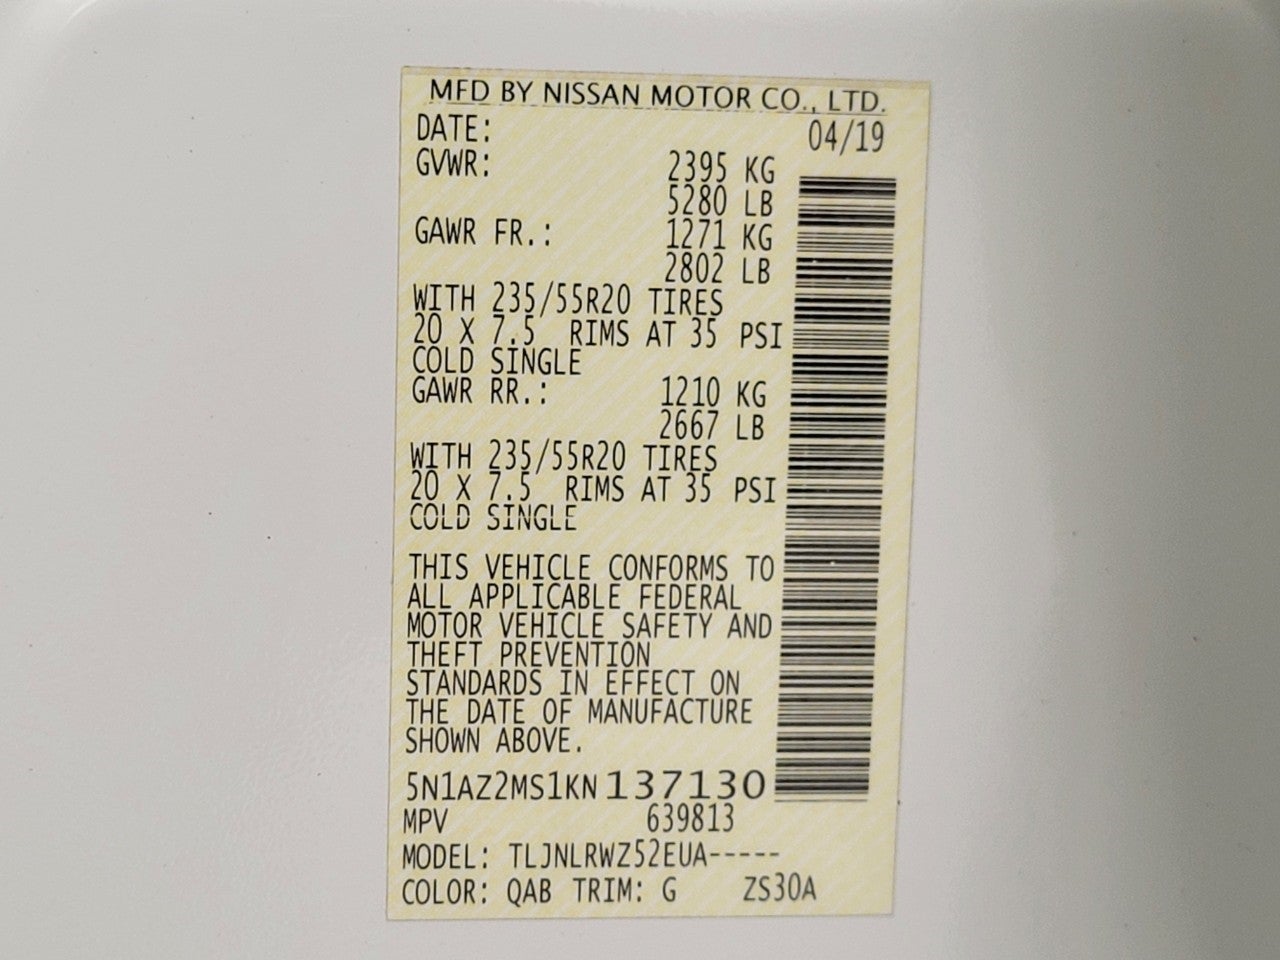 MFD BY NISSAN MOTOR CO., LTD.
DATE: 04/19
GVWR: 2395 KG
5280 LB
GAWR FR.: 1271 KG
2802 LB
WITH 235/55R20 TIRES
20 X 7.5 RIMS AT 35 PSI
COLD SINGLE
GAWR RR.: 1210 KG
2667 LB
WITH 235/55R20 TIRES
20 X 7.5 RIMS AT 35 PSI
COLD SINGLE
THIS VEHICLE CONFORMS TO
ALL APPLICABLE FEDERAL
MOTOR VEHICLE SAFETY AND
THEFT PREVENTION
STANDARDS IN EFFECT ON
THE DATE OF MANUFACTURE
SHOWN ABOVE.
5N1AZ2MS1KN137130
MPV 639813
MODEL: TLJNLRWZ52EUA-----
COLOR: QAB TRIM: G ZS30A